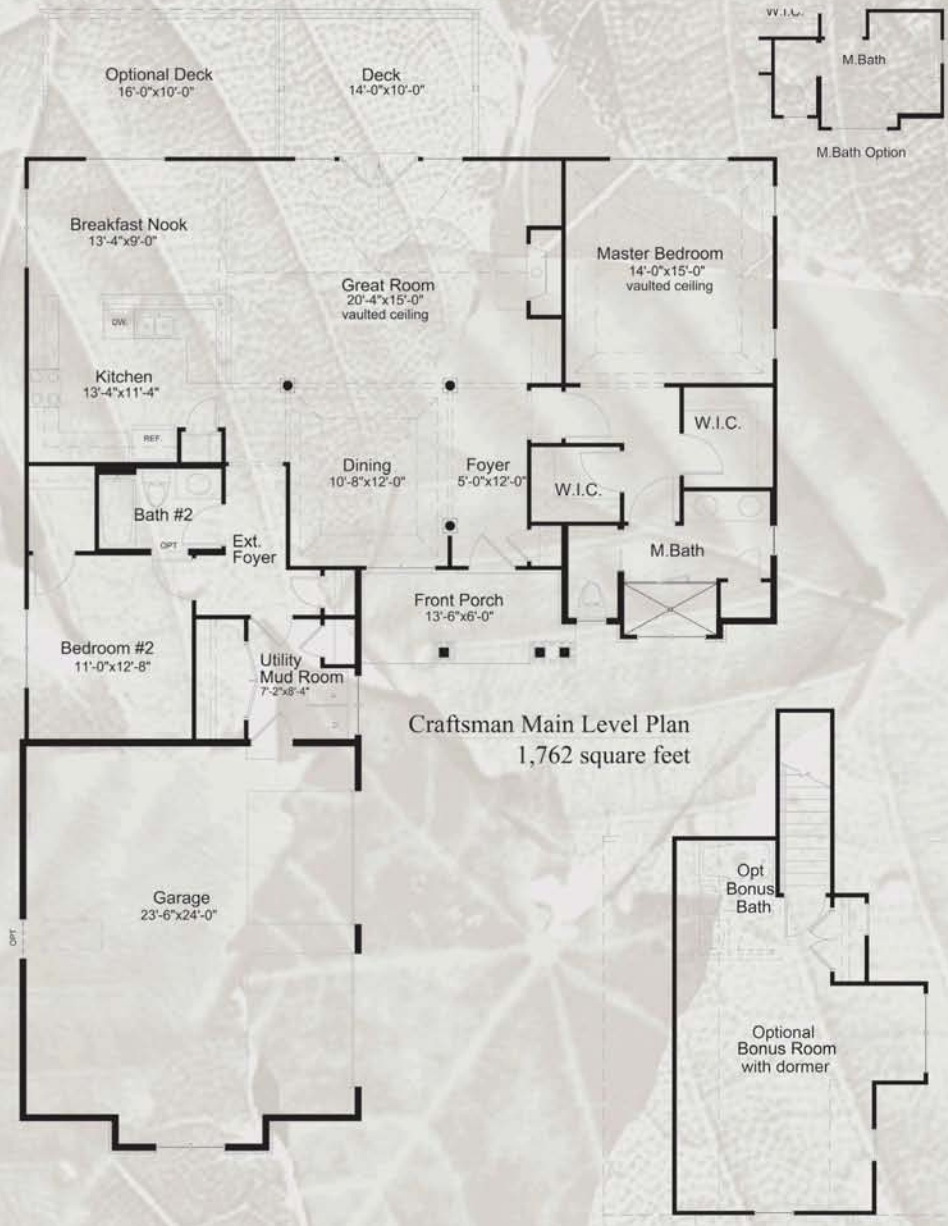 Optional Deck
16'-0"x10'-0"
Deck
14'-0"x10'-0"
W.I.C.
M.Bath
M.Bath Option
Breakfast Nook
13'-4"x9'-0"
Great Room
20'-4"x15'-0"
vaulted ceiling
Master Bedroom
14'-0"x15'-0"
vaulted ceiling
DW.
Kitchen
13'-4"x11'-4"
REF.
W.I.C.
Dining
10'-8"x12'-0"
Foyer
5'-0"x12'-0"
W.I.C.
Bath #2
OPT
Ext.
Foyer
M.Bath
Front Porch
13'-6"x6'-0"
Bedroom #2
11'-0"x12'-8"
Utility
Mud Room
7'-2"x8'-4"
Craftsman Main Level Plan
1,762 square feet
Garage
23'-6"x24'-0"
OPT
Opt
Bonus
Bath
Optional
Bonus Room
with dormer